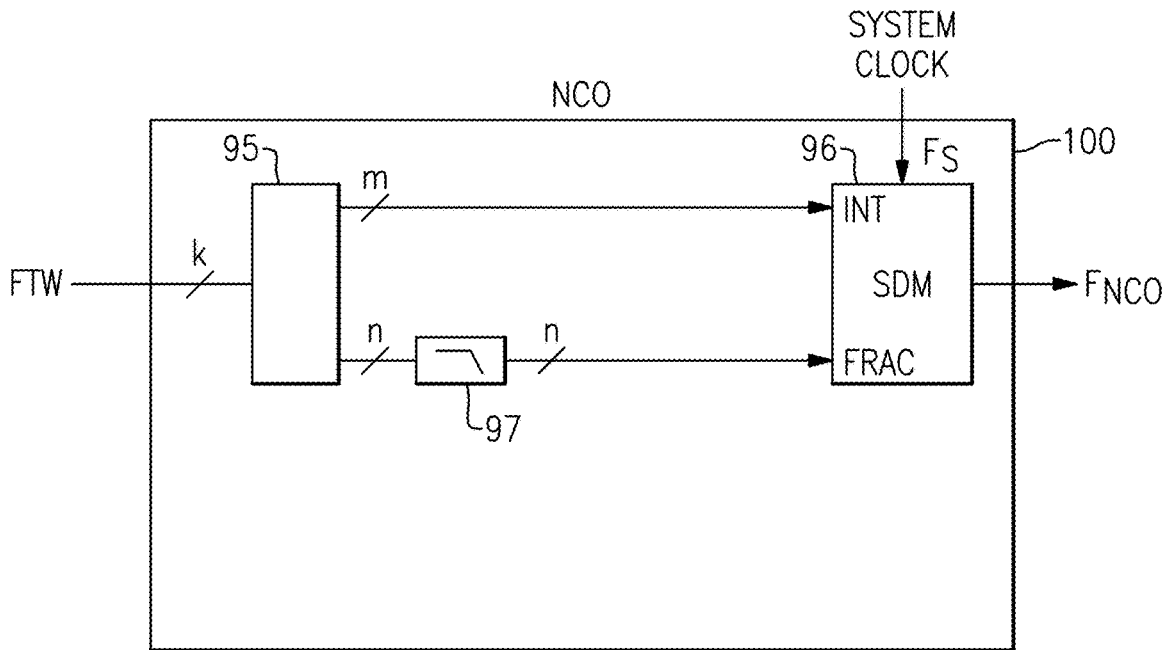 SYSTEM
CLOCK
NCO
100
95
m
96
FS
INT
k
FTW
SDM
FNCO
n
n
FRAC
97